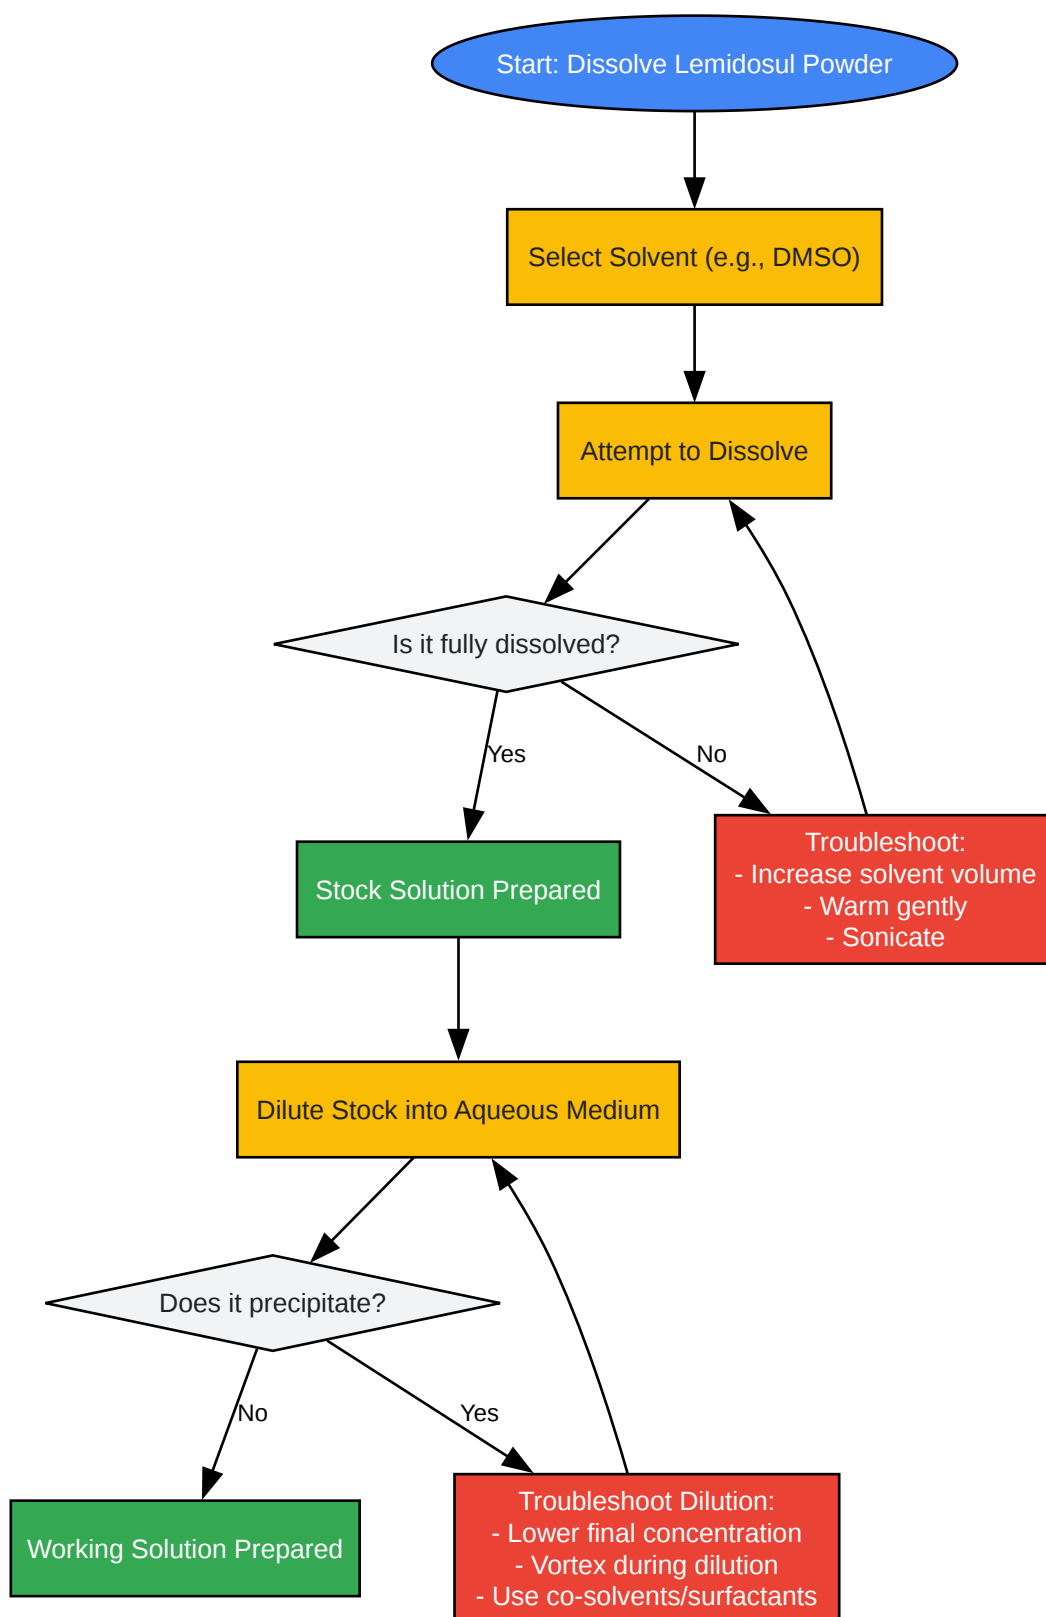 Start: Dissolve Lemidosul Powder
Select Solvent (e.g., DMSO)
Attempt to Dissolve
Is it fully dissolved?
Yes
No
Troubleshoot:
- Increase solvent volume
- Warm gently
- Sonicate
Stock Solution Prepared
Dilute Stock into Aqueous Medium
Does it precipitate?
No
Yes
Troubleshoot Dilution:
- Lower final concentration
- Vortex during dilution
- Use co-solvents/surfactants
Working Solution Prepared